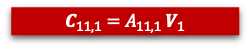 C₁₁,₁ = A₁₁,₁ V₁